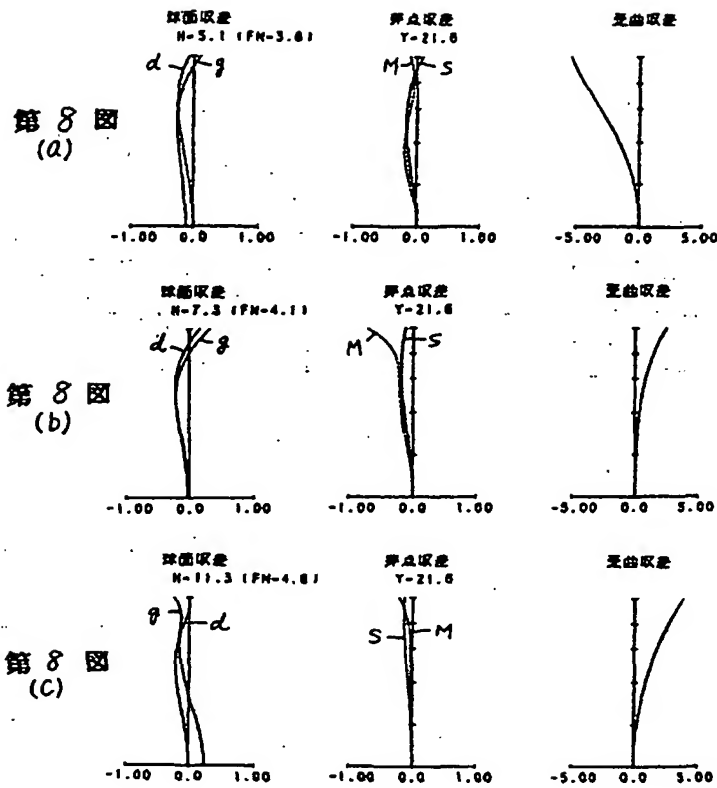 球面収差 非点収差 歪曲収差
H=5.1 (FN=3.6) Y=21.6
d g M S
第 8 図
(a)
-1.00 0.0 1.00 -1.00 0.0 1.00 -5.00 0.0 5.00
球面収差 非点収差 歪曲収差
H=7.3 (FN=4.1) Y=21.6
d g M S
第 8 図
(b)
-1.00 0.0 1.00 -1.00 0.0 1.00 -5.00 0.0 5.00
球面収差 非点収差 歪曲収差
H=11.3 (FN=4.6) Y=21.6
g d S M
第 8 図
(C)
-1.00 0.0 1.00 -1.00 0.0 1.00 -5.00 0.0 5.00